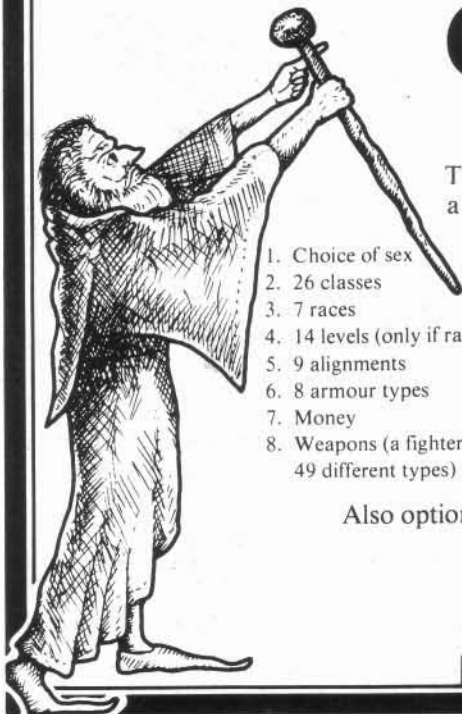 T
a
1. Choice of sex
2. 26 classes
3. 7 races
4. 14 levels (only if ra
5. 9 alignments
6. 8 armour types
7. Money
8. Weapons (a fighter
49 different types)
Also option